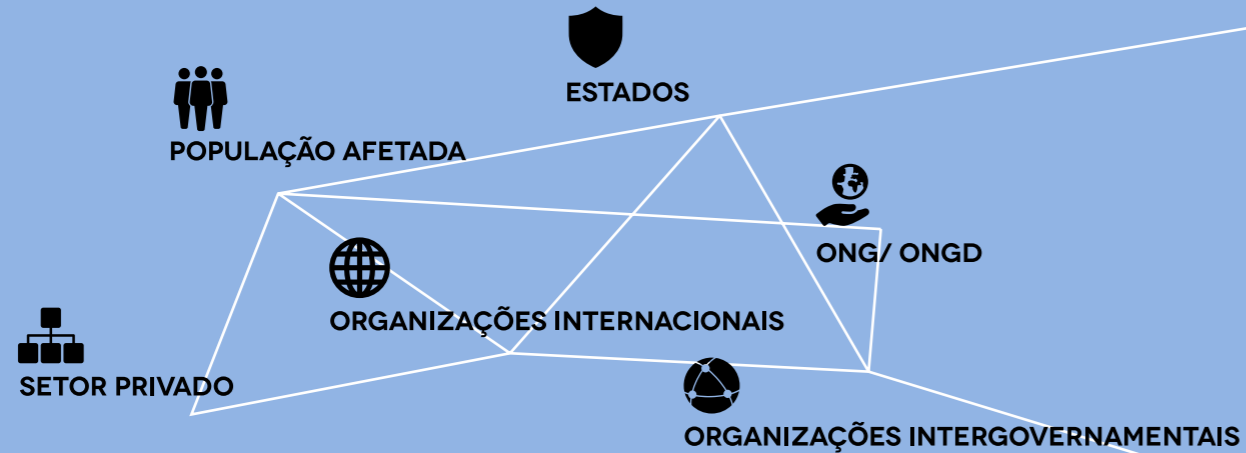 ESTADOS
POPULAÇÃO AFETADA
ONG/ ONGD
ORGANIZAÇÕES INTERNACIONAIS
SETOR PRIVADO
ORGANIZAÇÕES INTERGOVERNAMENTAIS